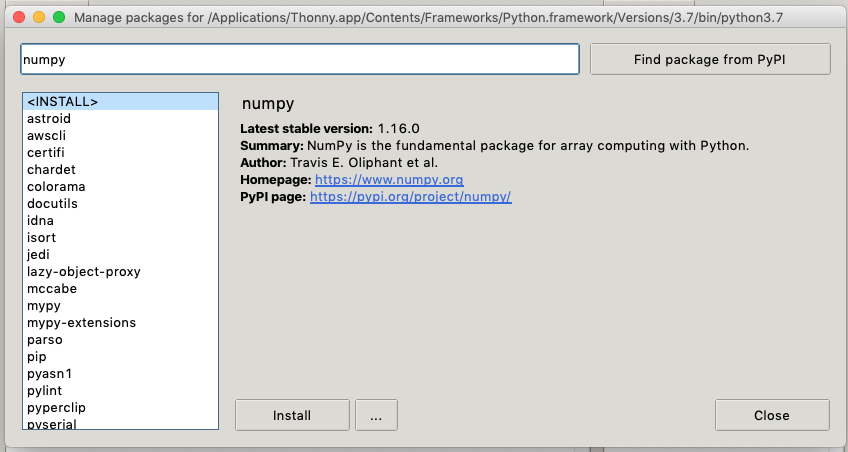 Manage packages for /Applications/Thonny.app/Contents/Frameworks/Python.framework/Versions/3.7/bin/python3.7
numpy
Find package from PyPI
<INSTALL>
astroid
awscli
certifi
chardet
colorama
docutils
idna
isort
jedi
lazy-object-proxy
mccabe
mypy
mypy-extensions
parso
pip
pyasn1
pylint
pyperclip
pyserial
numpy
Latest stable version: 1.16.0
Summary: NumPy is the fundamental package for array computing with Python.
Author: Travis E. Oliphant et al.
Homepage: https://www.numpy.org
PyPI page: https://pypi.org/project/numpy/
Install
...
Close